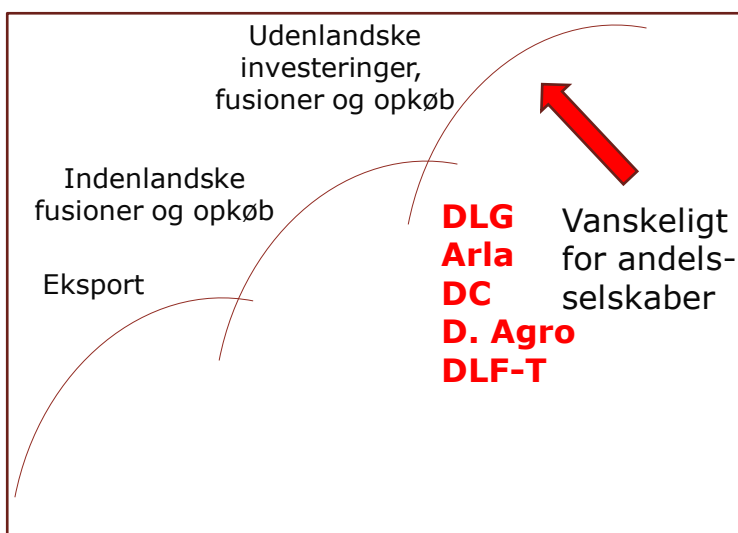 Udenlandske
investeringer,
fusioner og opkøb
Indenlandske
fusioner og opkøb
Eksport
DLG
Arla
DC
D. Agro
DLF-T
Vanskeligt
for andels-
selskaber